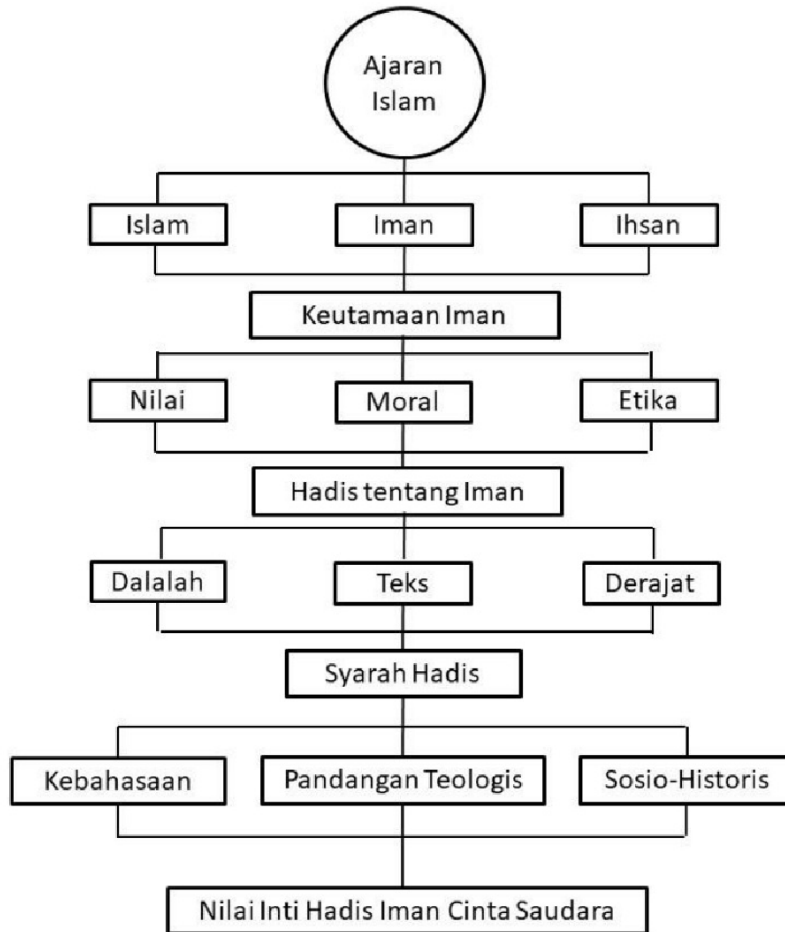 Ajaran
Islam
Islam
Iman
Ihsan
Keutamaan Iman
Nilai
Moral
Etika
Hadis tentang Iman
Dalalah
Teks
Derajat
Syarah Hadis
Kebahasaan
Pandangan Teologis
Sosio-Historis
Nilai Inti Hadis Iman Cinta Saudara